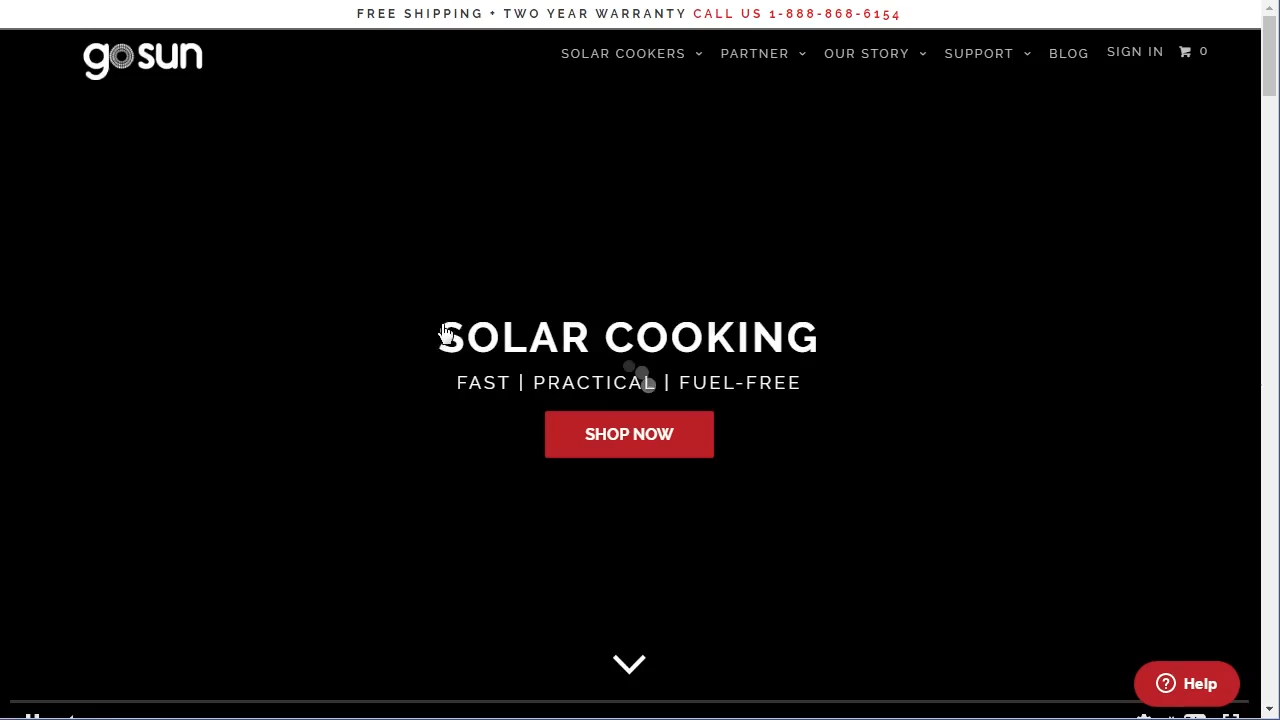 FREE SHIPPING + TWO YEAR WARRANTY CALL US 1-888-868-6154
gosun
SOLAR COOKERS PARTNER OUR STORY SUPPORT BLOG SIGN IN 0
SOLAR COOKING
FAST | PRACTICAL | FUEL-FREE
SHOP NOW
Help